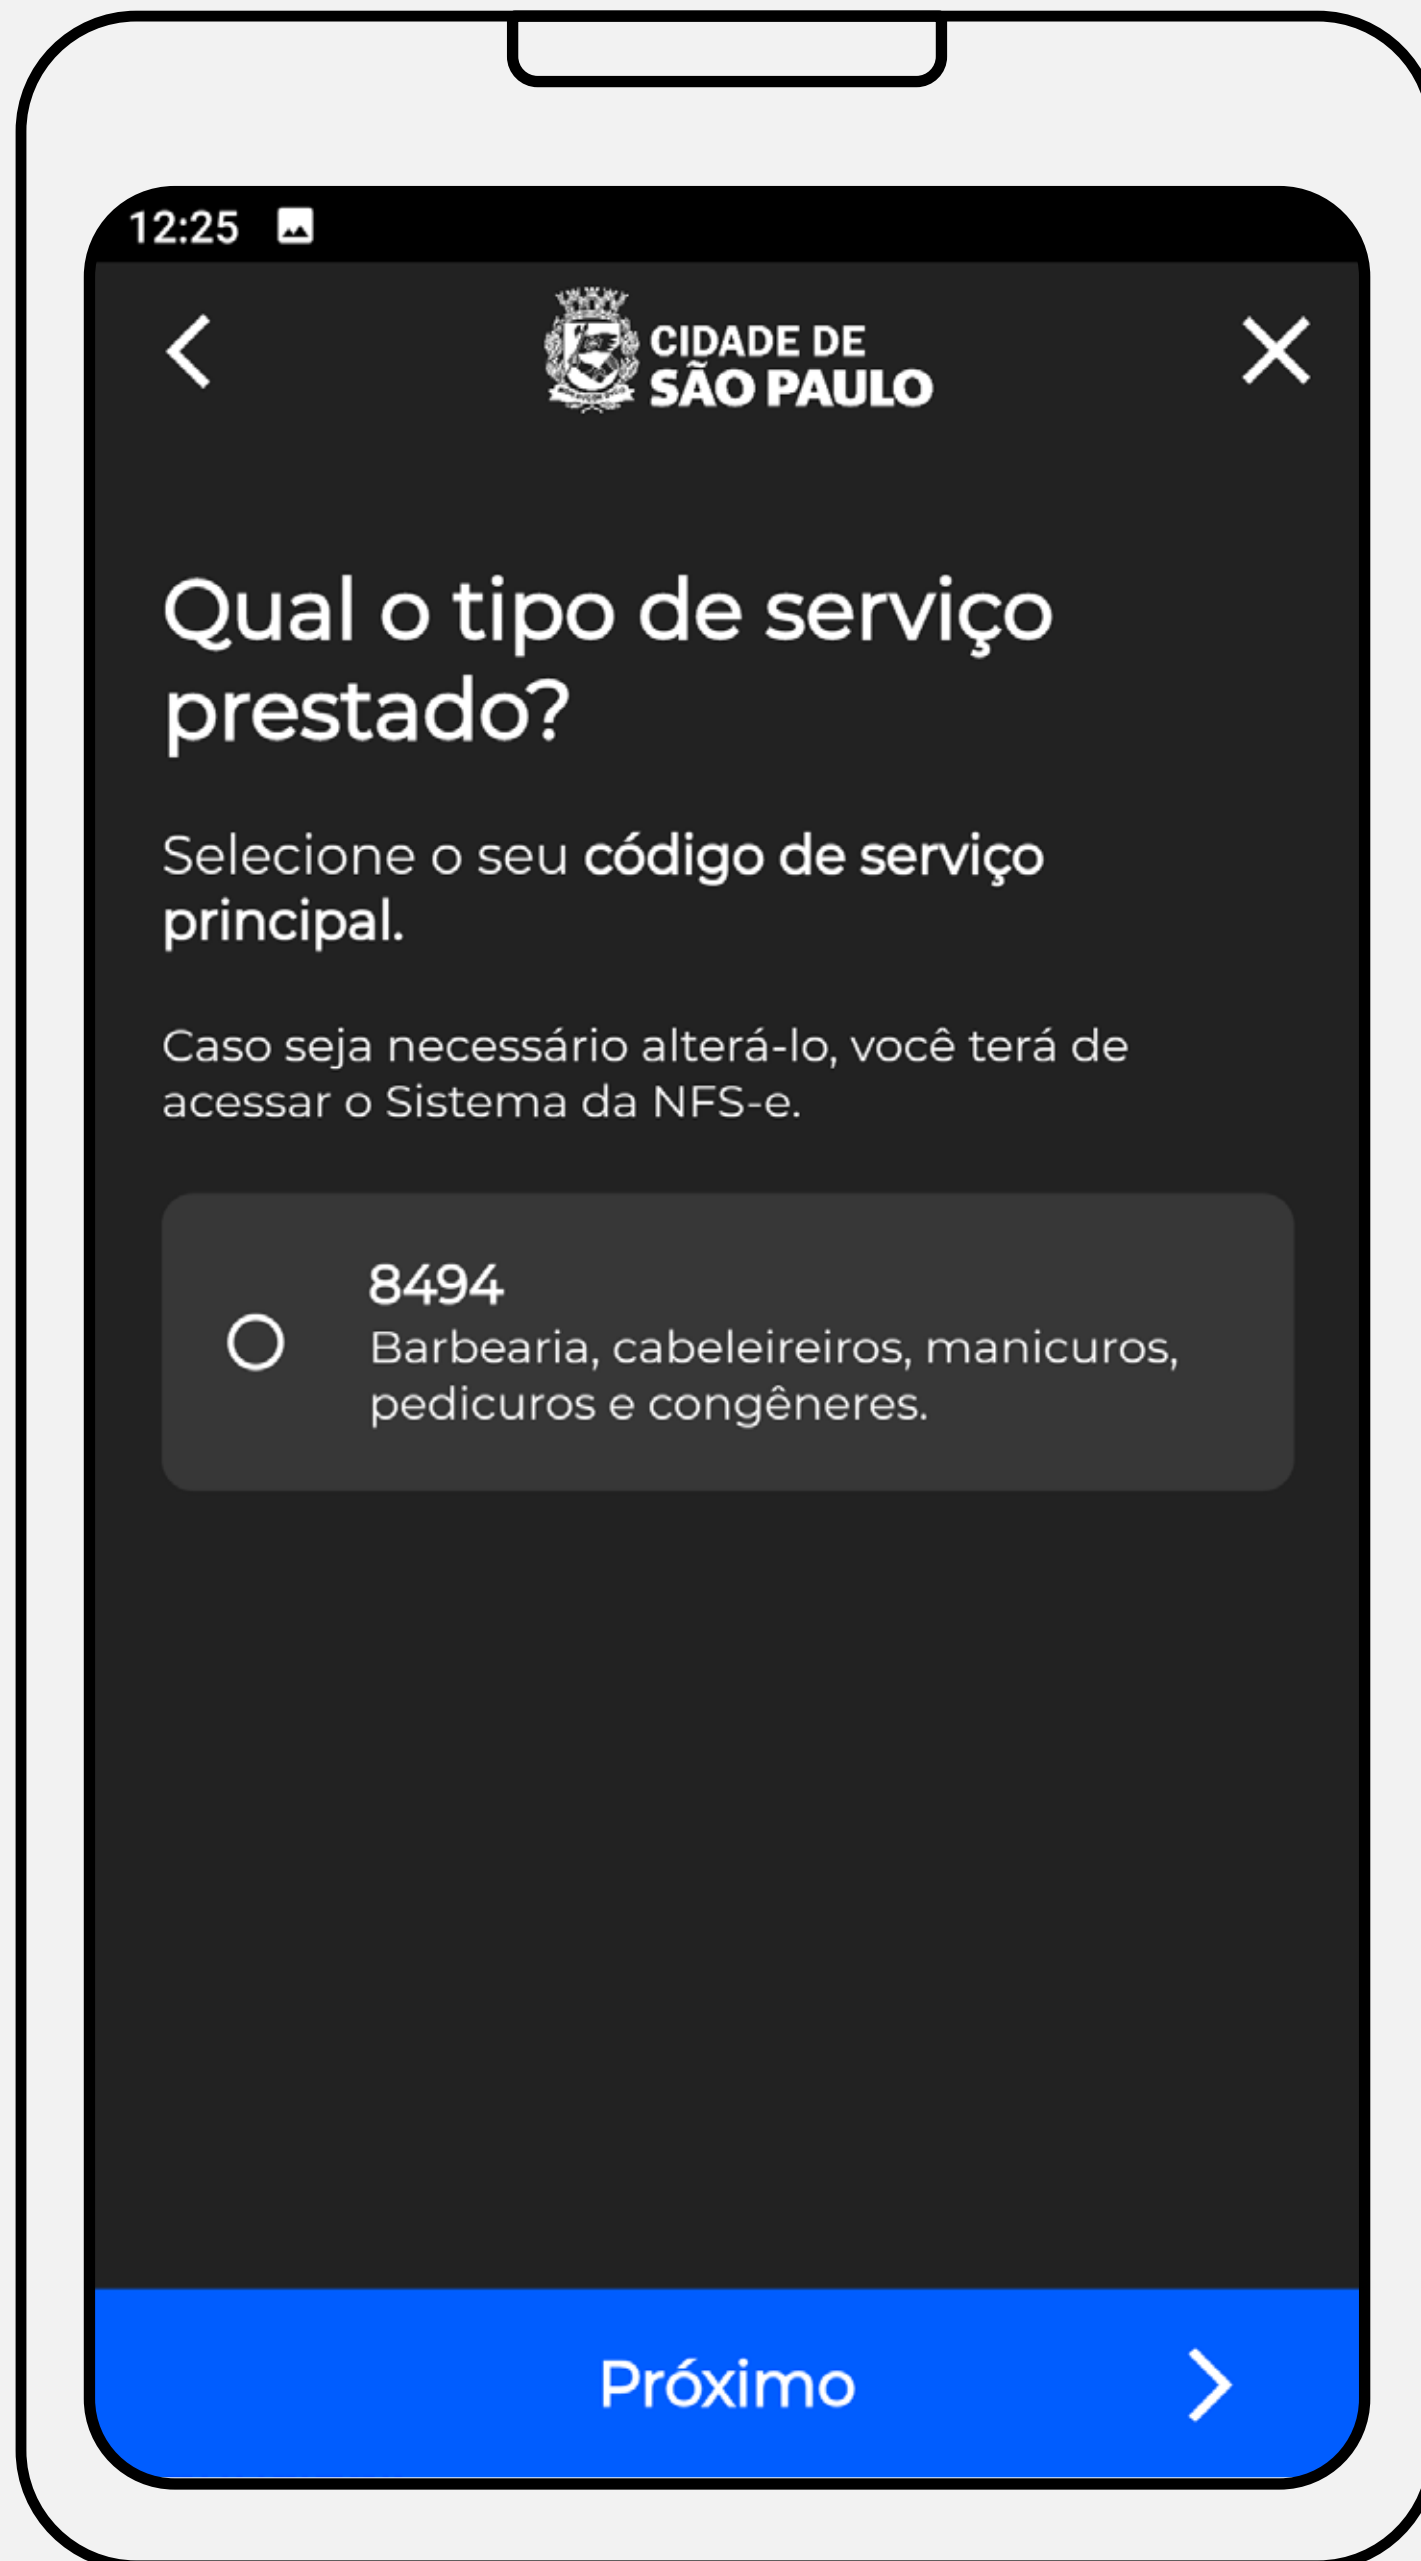 12:25
CIDADE DE
SÃO PAULO
Qual o tipo de serviço
prestado?
Selecione o seu código de serviço
principal.
Caso seja necessário alterá-lo, você terá de
acessar o Sistema da NFS-e.
8494
Barbearia, cabeleireiros, manicuros,
pedicuros e congêneres.
Próximo